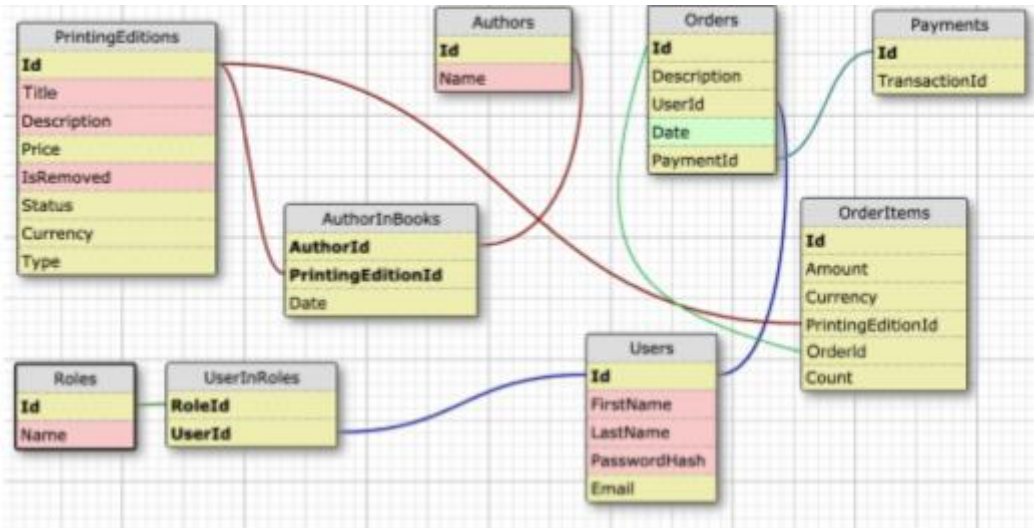 PrintingEditions
Id
Title
Description
Price
IsRemoved
Status
Currency
Type
Authors
Id
Name
Orders
Id
Description
UserId
Date
PaymentId
Payments
Id
TransactionId
AuthorInBooks
AuthorId
PrintingEditionId
Date
OrderItems
Id
Amount
Currency
PrintingEditionId
OrderId
Count
Roles
Id
Name
UserInRoles
RoleId
UserId
Users
Id
FirstName
LastName
PasswordHash
Email